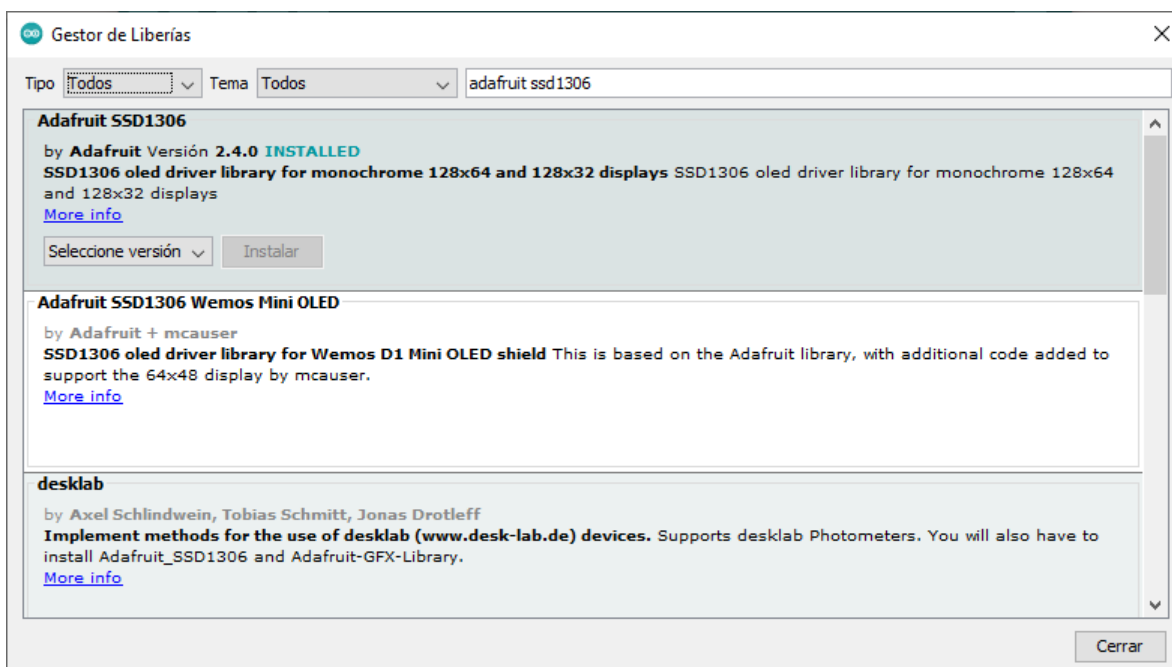 Gestor de Liberías
Tipo Todos Tema Todos adafruit ssd1306
Adafruit SSD1306
by Adafruit Versión 2.4.0 INSTALLED
SSD1306 oled driver library for monochrome 128x64 and 128x32 displays SSD1306 oled driver library for monochrome 128x64
and 128x32 displays
More info
Seleccione versión Instalar
Adafruit SSD1306 Wemos Mini OLED
by Adafruit + mcauser
SSD1306 oled driver library for Wemos D1 Mini OLED shield This is based on the Adafruit library, with additional code added to
support the 64x48 display by mcauser.
More info
desklab
by Axel Schlindwein, Tobias Schmitt, Jonas Drotleff
Implement methods for the use of desklab (www.desk-lab.de) devices. Supports desklab Photometers. You will also have to
install Adafruit_SSD1306 and Adafruit-GFX-Library.
More info
Cerrar